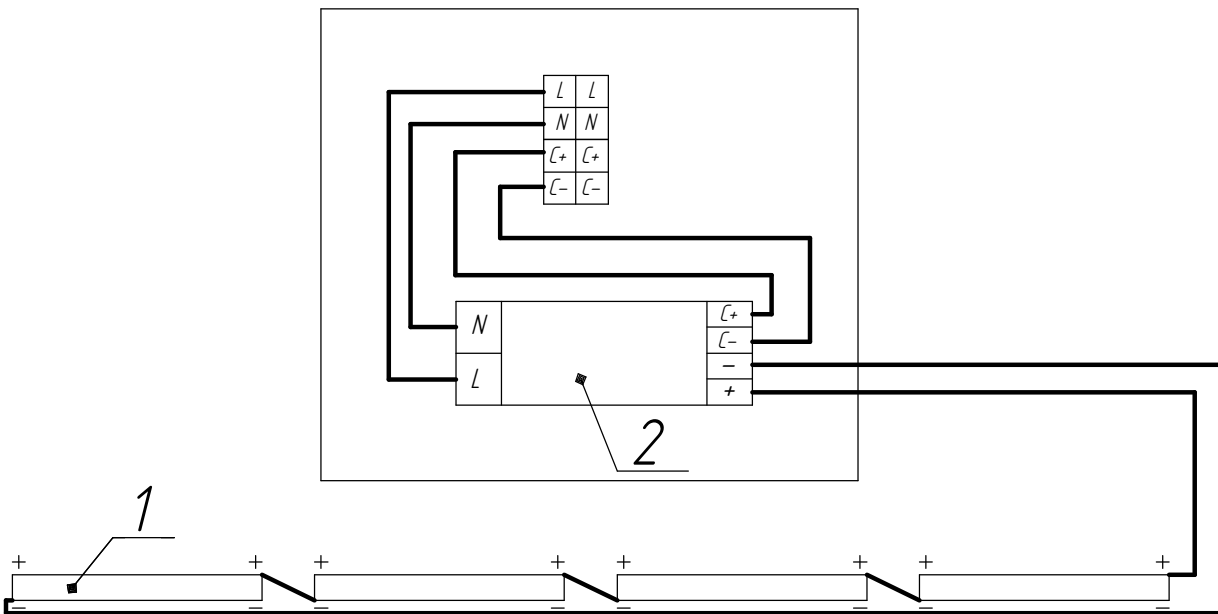 L L
N N
C+ C+
C- C-
N
L
C+
C-
-
+
2
1
+ + + + + + + +
- - - - - - - -